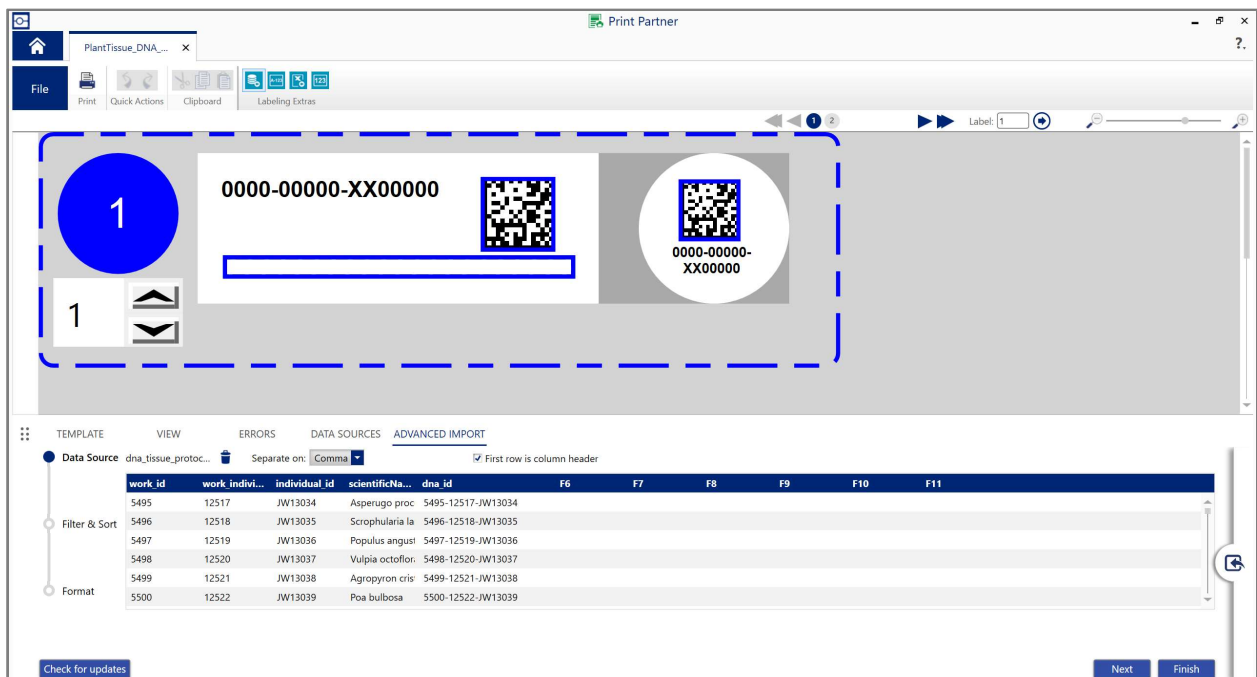 Print Partner
PlantTissue_DNA_... ×
?.
File
Print Quick Actions Clipboard Labeling Extras
1 2 Label: 1
1
0000-00000-XX00000
0000-00000-
XX00000
1
TEMPLATE VIEW ERRORS DATA SOURCES ADVANCED IMPORT
Data Source dna_tissue_protoc... Separate on: Comma First row is column header
work_id work_indivi... individual_id scientificNa... dna_id F6 F7 F8 F9 F10 F11
5495 12517 JW13034 Asperugo proc 5495-12517-JW13034
Filter & Sort
5496 12518 JW13035 Scrophularia la 5496-12518-JW13035
5497 12519 JW13036 Populus angust 5497-12519-JW13036
5498 12520 JW13037 Vulpia octoflor 5498-12520-JW13037
5499 12521 JW13038 Agropyron cris 5499-12521-JW13038
Format
5500 12522 JW13039 Poa bulbosa 5500-12522-JW13039
Check for updates Next Finish